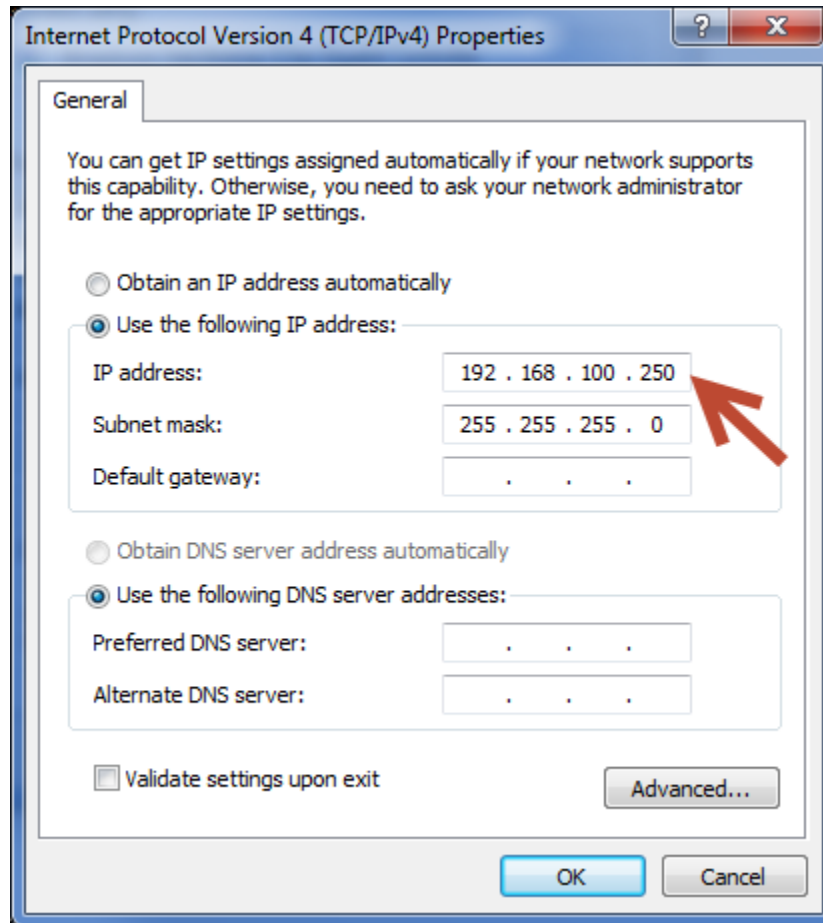 Internet Protocol Version 4 (TCP/IPv4) Properties
?
X
General
You can get IP settings assigned automatically if your network supports
this capability. Otherwise, you need to ask your network administrator
for the appropriate IP settings.
Obtain an IP address automatically
Use the following IP address:
IP address: 192 . 168 . 100 . 250
Subnet mask: 255 . 255 . 255 . 0
Default gateway: . . .
Obtain DNS server address automatically
Use the following DNS server addresses:
Preferred DNS server: . . .
Alternate DNS server: . . .
Validate settings upon exit
Advanced...
OK Cancel